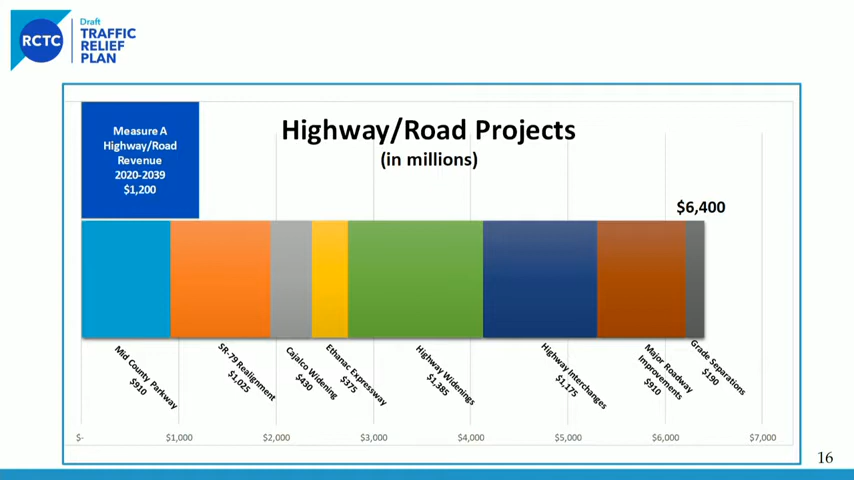 Draft
RCTC
TRAFFIC
RELIEF
PLAN
Measure A
Highway/Road
Revenue
2020-2039
$1,200
Highway/Road Projects
(in millions)
$6,400
Mid County Parkway
$910
SR-79 Realignment
$1,025
Cajalco Widening
$430
Ethanac Expressway
$375
Highway Widenings
$1,385
Highway Interchanges
$1,175
Major Roadway
Improvements
$910
Grade Separations
$190
$-
$1,000
$2,000
$3,000
$4,000
$5,000
$6,000
$7,000
16